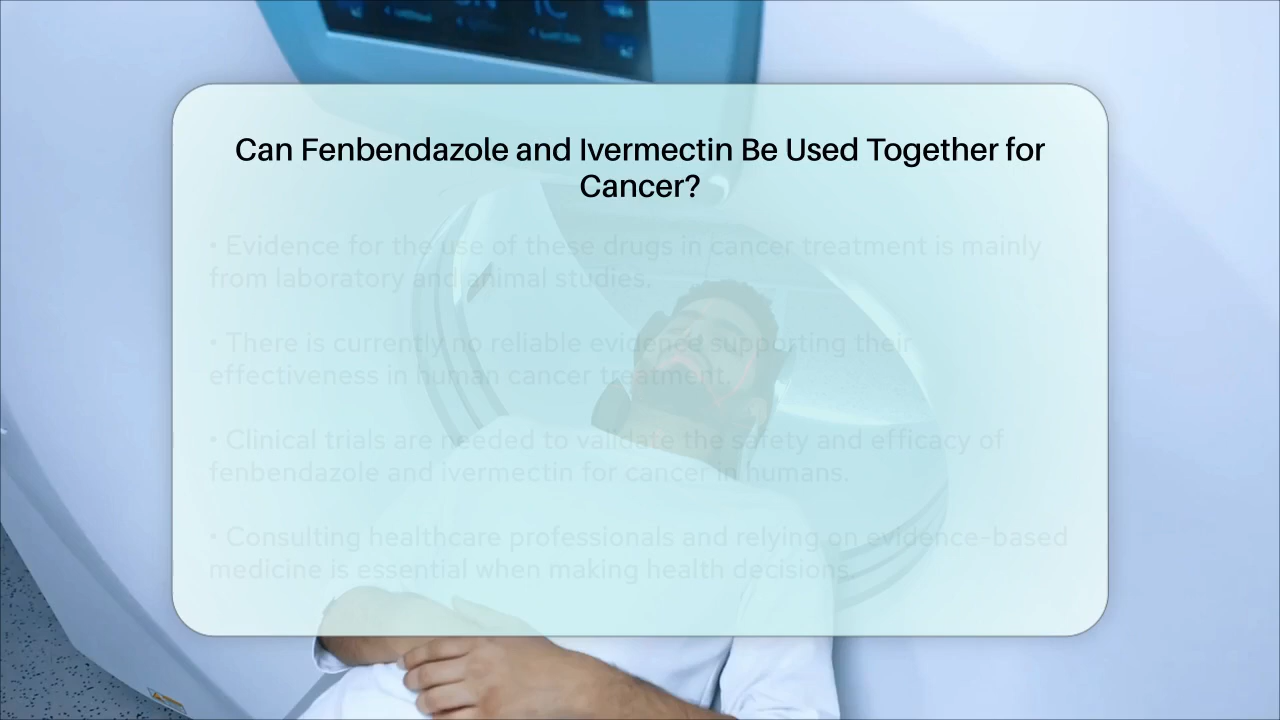 Can Fenbendazole and Ivermectin Be Used Together for
Cancer?
• Evidence for the use of these drugs in cancer treatment is mainly
from laboratory and animal studies.
• There is currently no reliable evidence supporting their
effectiveness in human cancer treatment.
• Clinical trials are needed to validate the safety and efficacy of
fenbendazole and ivermectin for cancer in humans.
• Consulting healthcare professionals and relying on evidence-based
medicine is essential when making health decisions.